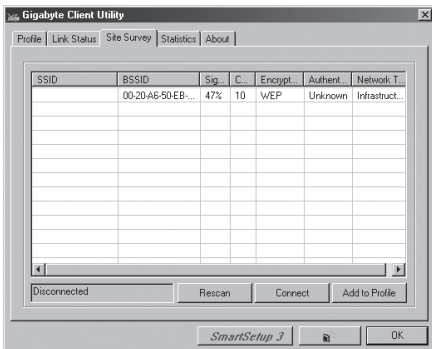 Gigabyte Client Utility
Profile Link Status Site Survey Statistics About
SSID BSSID Sig... C... Encrypt... Authent... Network T...
00-20-A6-50-EB-... 47% 10 WEP Unknown Infrastruct...
Disconnected Rescan Connect Add to Profile
SmartSetup 3 OK